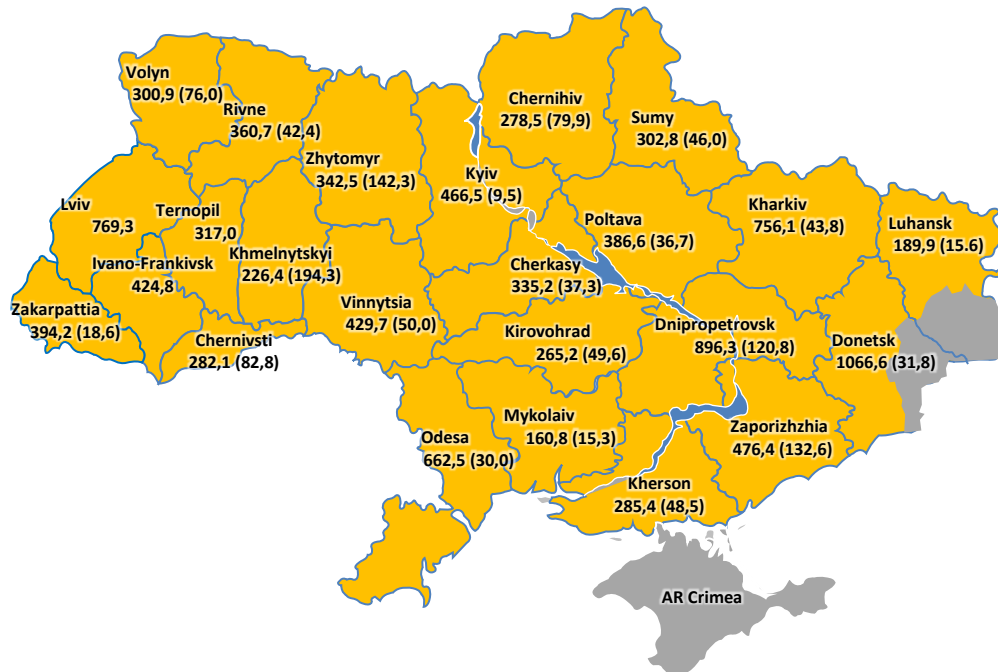 Volyn
300,9 (76,0)
Rivne
360,7 (42,4)
Chernihiv
278,5 (79,9)
Sumy
302,8 (46,0)
Zhytomyr
342,5 (142,3)
Kyiv
466,5 (9,5)
Lviv
769,3
Ternopil
317,0
Khmelnytskyi
226,4 (194,3)
Poltava
386,6 (36,7)
Kharkiv
756,1 (43,8)
Luhansk
189,9 (15.6)
Ivano-Frankivsk
424,8
Cherkasy
335,2 (37,3)
Zakarpattia
394,2 (18,6)
Vinnytsia
429,7 (50,0)
Chernivsti
282,1 (82,8)
Kirovohrad
265,2 (49,6)
Dnipropetrovsk
896,3 (120,8)
Donetsk
1066,6 (31,8)
Odesa
662,5 (30,0)
Mykolaiv
160,8 (15,3)
Zaporizhzhia
476,4 (132,6)
Kherson
285,4 (48,5)
AR Crimea